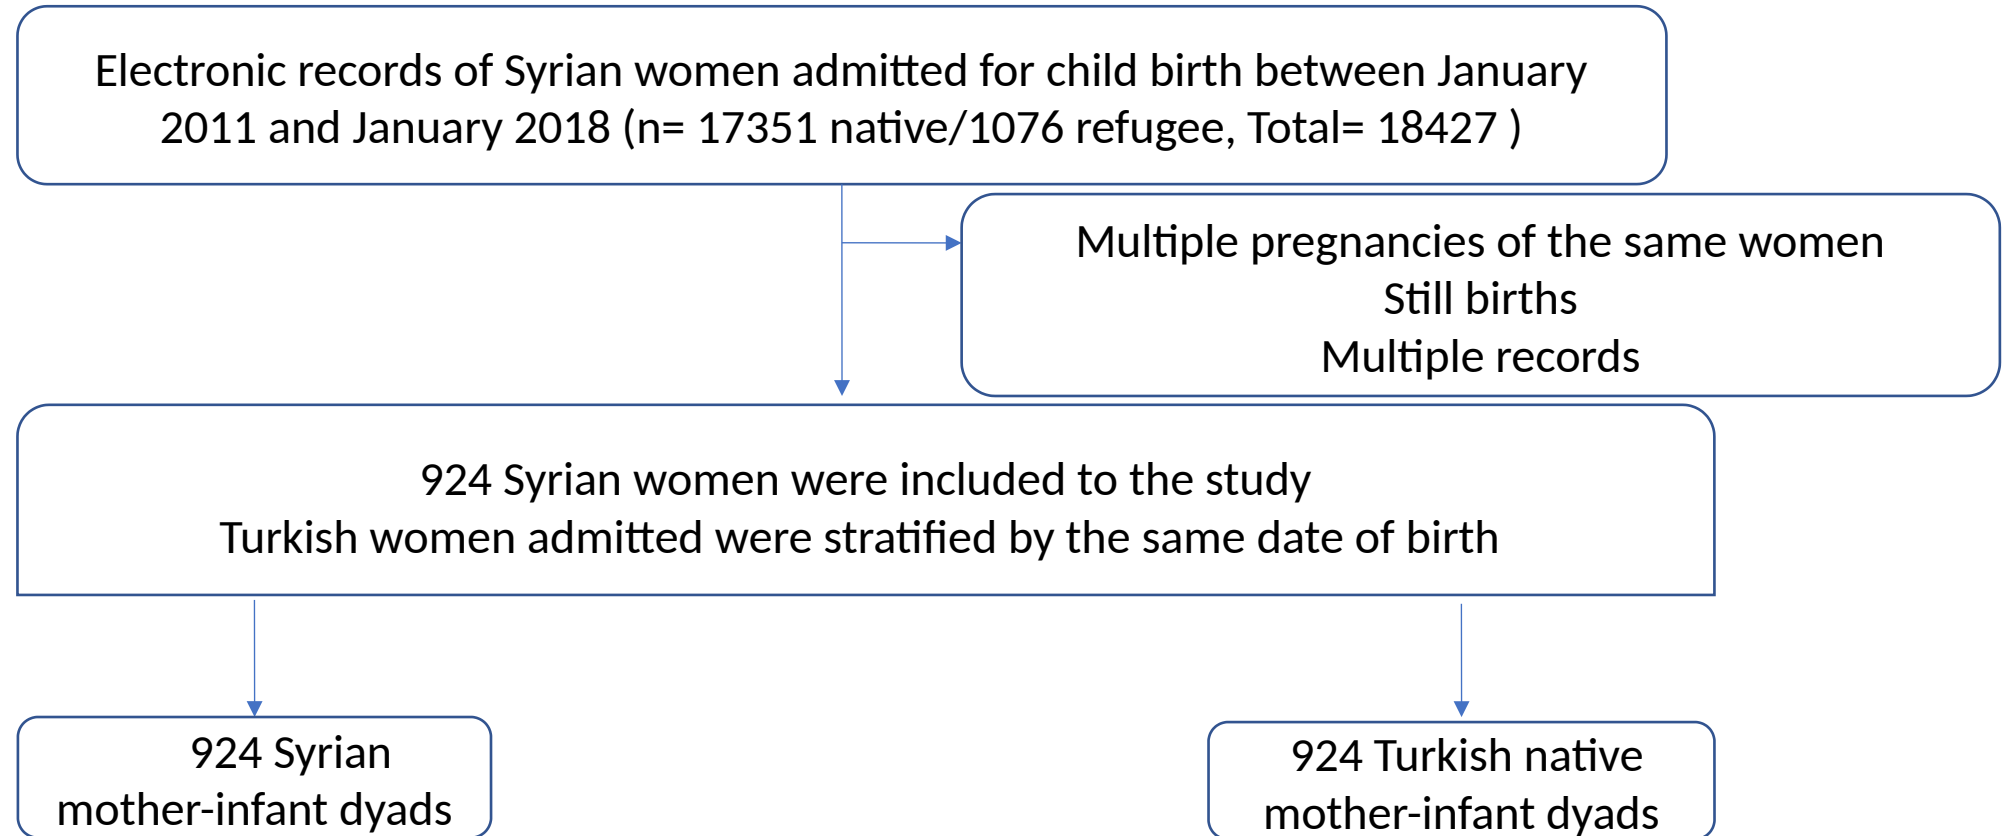 Electronic records of Syrian women admitted for child birth between January
2011 and January 2018 (n= 17351 native/1076 refugee, Total= 18427 )
Multiple pregnancies of the same women
Still births
Multiple records
924 Syrian women were included to the study
Turkish women admitted were stratified by the same date of birth
924 Syrian
mother-infant dyads
924 Turkish native
mother-infant dyads